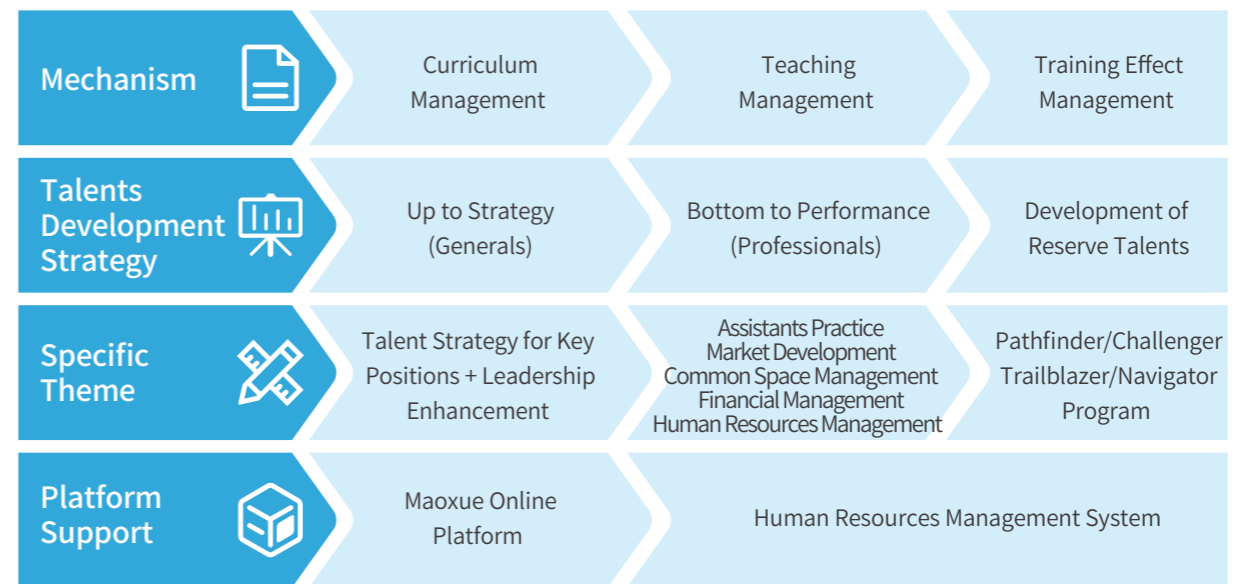 Mechanism
Curriculum
Management
Teaching
Management
Training Effect
Management
Talents
Development
Strategy
Up to Strategy
(Generals)
Bottom to Performance
(Professionals)
Development of
Reserve Talents
Specific
Theme
Talent Strategy for Key
Positions + Leadership
Enhancement
Assistants Practice
Market Development
Common Space Management
Financial Management
Human Resources Management
Pathfinder/Challenger
Trailblazer/Navigator
Program
Platform
Support
Maoxue Online
Platform
Human Resources Management System